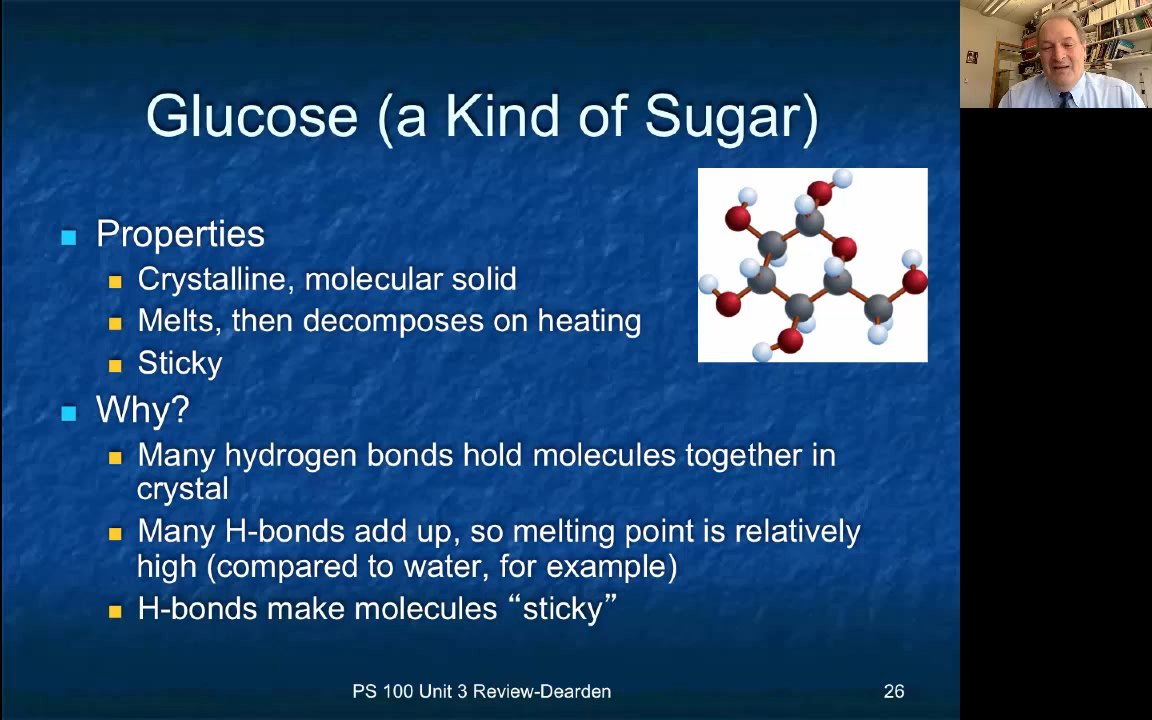 Glucose (a Kind of Sugar)
Properties
Crystalline, molecular solid
Melts, then decomposes on heating
Sticky
Why?
Many hydrogen bonds hold molecules together in
crystal
Many H-bonds add up, so melting point is relatively
high (compared to water, for example)
H-bonds make molecules “sticky”
PS 100 Unit 3 Review-Dearden
26